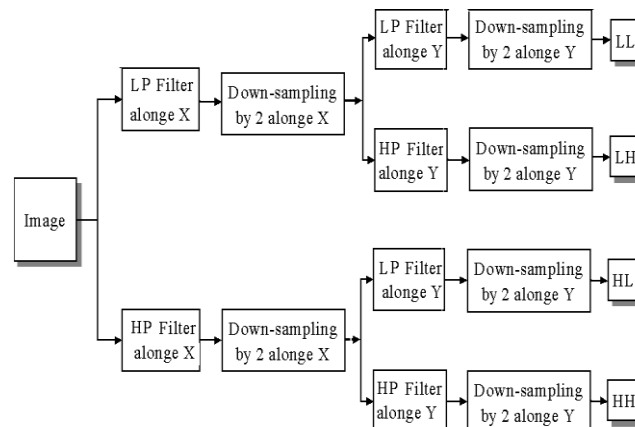 LP Filter
alonge Y
Down-sampling
by 2 alonge Y
LL
LP Filter
alonge X
Down-sampling
by 2 alonge X
HP Filter
alonge Y
Down-sampling
by 2 alonge Y
LH
Image
LP Filter
alonge Y
Down-sampling
by 2 alonge Y
HL
HP Filter
alonge X
Down-sampling
by 2 alonge X
HP Filter
alonge Y
Down-sampling
by 2 alonge Y
HH